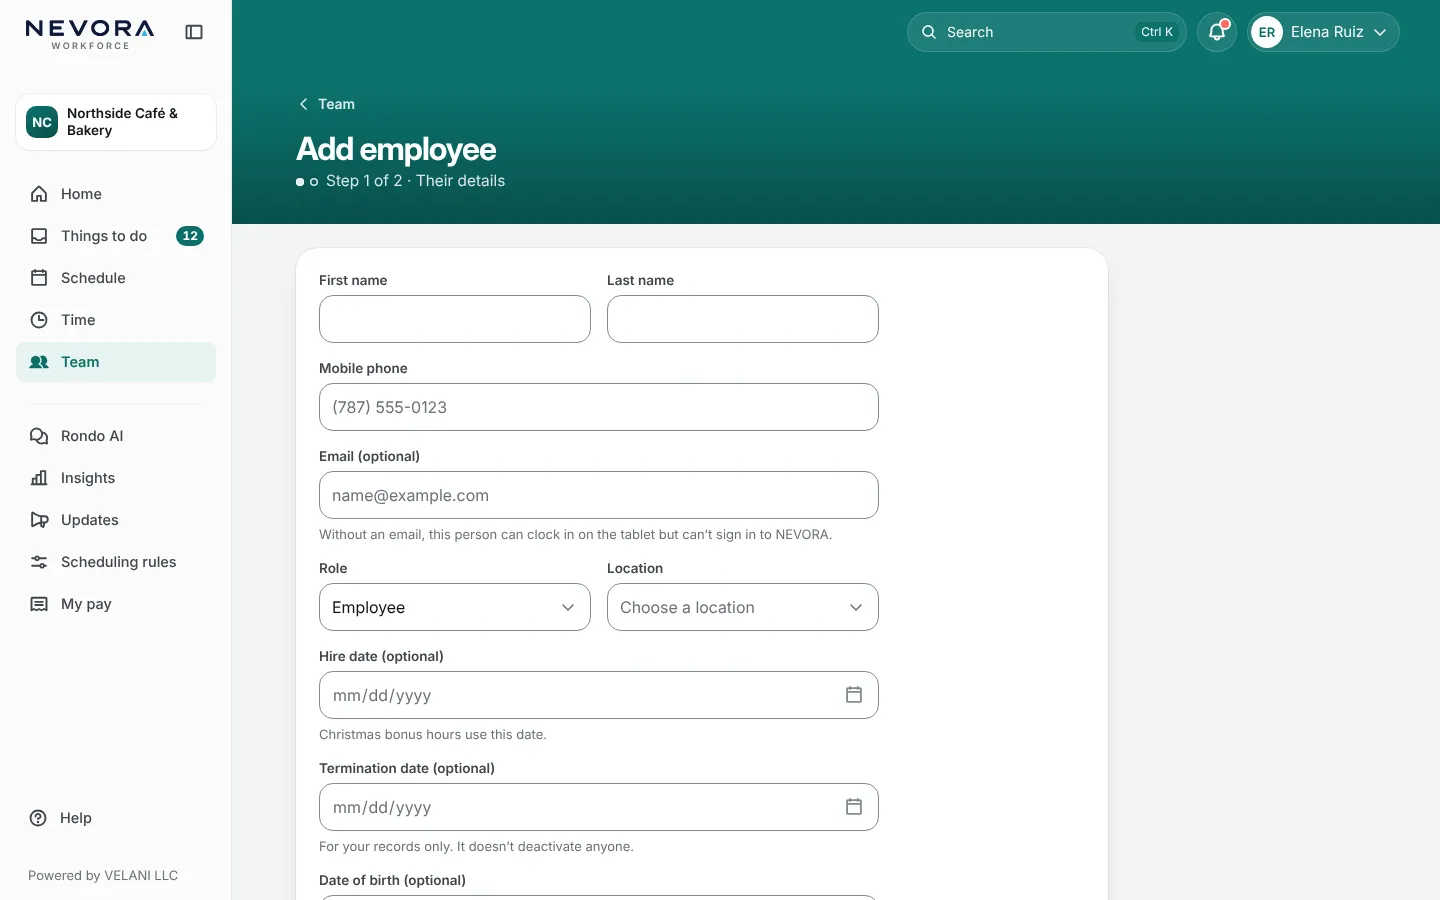 NEVORA
WORKFORCE
Search
Ctrl K
ER
Elena Ruiz
NC
Northside Café &
Bakery
Home
Things to do
12
Schedule
Time
Team
Rondo AI
Insights
Updates
Scheduling rules
My pay
Help
Powered by VELANI LLC
Team
Add employee
Step 1 of 2 · Their details
First name
Last name
Mobile phone
(787) 555-0123
Email (optional)
name@example.com
Without an email, this person can clock in on the tablet but can’t sign in to NEVORA.
Role
Location
Employee
Choose a location
Hire date (optional)
mm/dd/yyyy
Christmas bonus hours use this date.
Termination date (optional)
mm/dd/yyyy
For your records only. It doesn’t deactivate anyone.
Date of birth (optional)